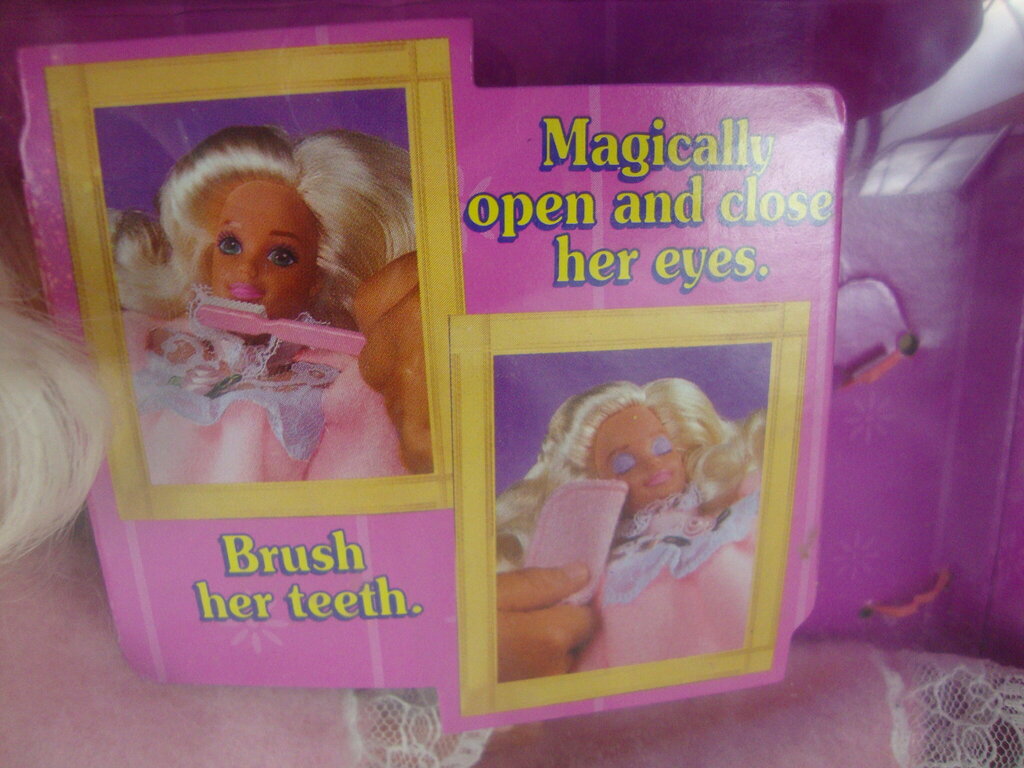 Magically
open and close
her eyes.
Brush
her teeth.